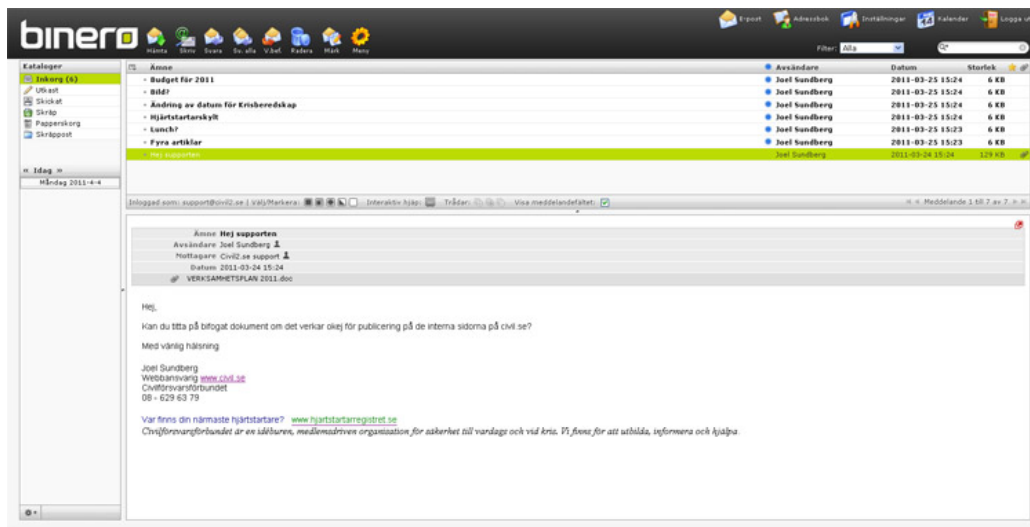 binero
E-post Adressbok Inställningar Kalender Logga ut
Hämta Skriv Svara Sv. alla V.bef. Radera Märk Meny
Filter: Alla
Kataloger
Inkorg (6)
Utkast
Skickat
Skräp
Papperskorg
Skräppost
« Idag »
Måndag 2011-4-4
Ämne Avsändare Datum Storlek
Budget för 2011 Joel Sundberg 2011-03-25 15:24 6 KB
Bild? Joel Sundberg 2011-03-25 15:24 6 KB
Ändring av datum för Krisberedskap Joel Sundberg 2011-03-25 15:24 6 KB
Hjärtstartarskylt Joel Sundberg 2011-03-25 15:24 6 KB
Lunch? Joel Sundberg 2011-03-25 15:23 6 KB
Fyra artiklar Joel Sundberg 2011-03-25 15:23 6 KB
Hej supporten Joel Sundberg 2011-03-24 15:24 129 KB
Inloggad som: support@civil2.se | Välj/Markera: Interaktiv hjäp: Trådar: Visa meddelandefältet: Meddelande 1 till 7 av 7
Ämne Hej supporten
Avsändare Joel Sundberg
Mottagare Civil2.se support
Datum 2011-03-24 15:24
VERKSAMHETSPLAN 2011.doc
Hej,
Kan du titta på bifogat dokument om det verkar okej för publicering på de interna sidorna på civil.se?
Med vänlig hälsning
Joel Sundberg
Webbansvarig www.civil.se
Civilförsvarsförbundet
08 - 629 63 79
Var finns din närmaste hjärtstartare? www.hjartstartarregistret.se
Civilförsvarsförbundet är en idéburen, medlemsdriven organisation för säkerhet till vardags och vid kris. Vi finns för att utbilda, informera och hjälpa.